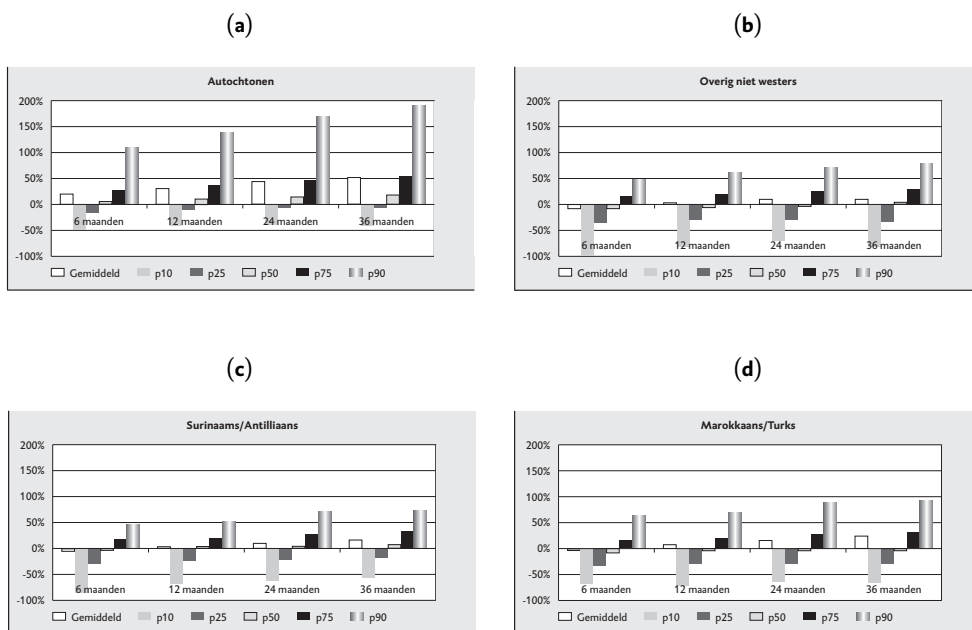 (a)
Autochtonen
200%
150%
100%
50%
0%
-50%
-100%
6 maanden 12 maanden 24 maanden 36 maanden
Gemiddeld p10 p25 p50 p75 p90
(b)
Overig niet westers
200%
150%
100%
50%
0%
-50%
-100%
6 maanden 12 maanden 24 maanden 36 maanden
Gemiddeld p10 p25 p50 p75 p90
(c)
Surinaams/Antilliaans
200%
150%
100%
50%
0%
-50%
-100%
6 maanden 12 maanden 24 maanden 36 maanden
Gemiddeld p10 p25 p50 p75 p90
(d)
Marokkaans/Turks
200%
150%
100%
50%
0%
-50%
-100%
6 maanden 12 maanden 24 maanden 36 maanden
Gemiddeld p10 p25 p50 p75 p90